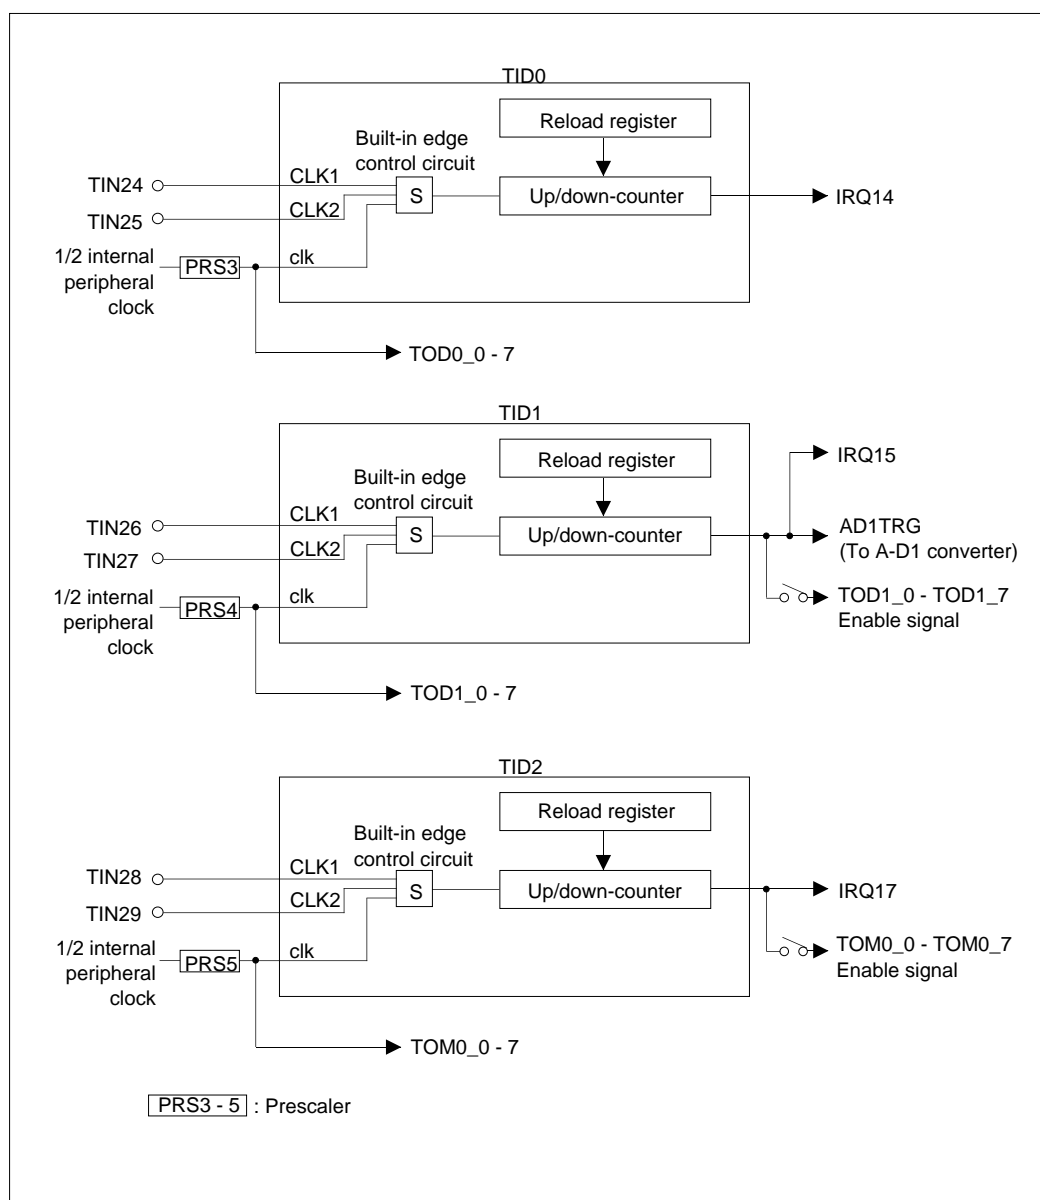 TID0
Reload register
Built-in edge
control circuit
TIN24
CLK1
S
Up/down-counter
IRQ14
TIN25
CLK2
1/2 internal
peripheral
clock
PRS3
clk
TOD0_0 - 7
TID1
Reload register
IRQ15
Built-in edge
control circuit
TIN26
CLK1
S
Up/down-counter
AD1TRG
(To A-D1 converter)
TIN27
CLK2
1/2 internal
peripheral
clock
PRS4
clk
TOD1_0 - TOD1_7
Enable signal
TOD1_0 - 7
TID2
Reload register
Built-in edge
control circuit
TIN28
CLK1
S
Up/down-counter
IRQ17
TIN29
CLK2
1/2 internal
peripheral
clock
PRS5
clk
TOM0_0 - TOM0_7
Enable signal
TOM0_0 - 7
PRS3 - 5 : Prescaler